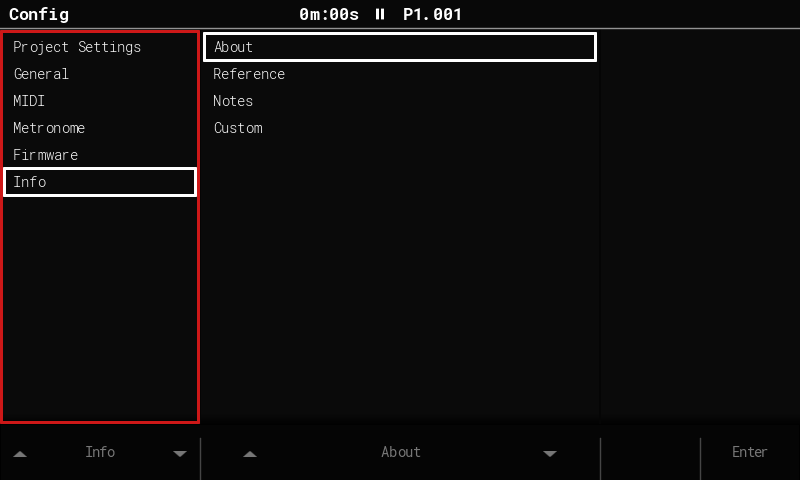 Config 0m:00s P1.001
Project Settings
General
MIDI
Metronome
Firmware
Info
About
Reference
Notes
Custom
Info About Enter